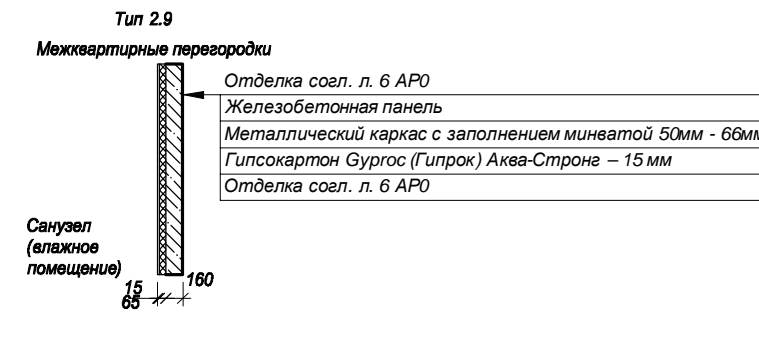 Тип 2.9
Межквартирные перегородки
Отделка согл. л. 6 АР0
Железобетонная панель
Металлический каркас с заполнением минватой 50мм - 66мм
Гипсокартон Gyproc (Гипрок) Аква-Стронг – 15 мм
Отделка согл. л. 6 АР0
Санузел
(влажное
помещение)
160
15
65